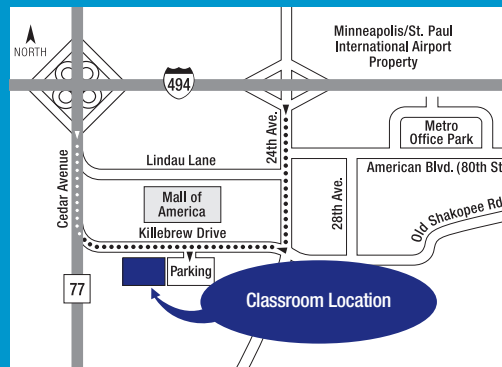 NORTH
Minneapolis/St. Paul
International Airport
Property
494
24th Ave.
Metro
Office Park
Lindau Lane
American Blvd. (80th St
Cedar Avenue
Mall of
America
28th Ave.
Old Shakopee Rd
Killebrew Drive
Parking
77
Classroom Location